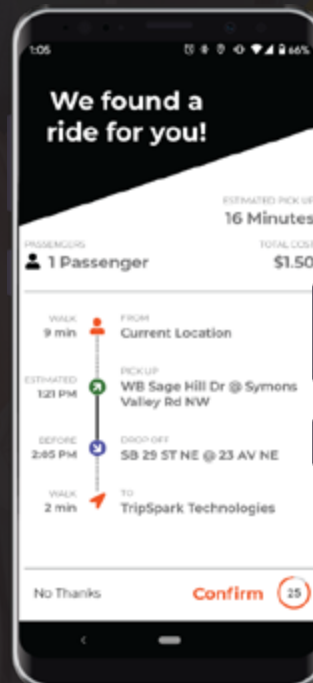 1:05
66%
We found a
ride for you!
ESTIMATED PICK UP
16 Minutes
PASSENGERS
TOTAL COST
1 Passenger
$1.50
WALK
9 min
FROM
Current Location
ESTIMATED
1:21 PM
PICK UP
WB Sage Hill Dr @ Symons
Valley Rd NW
BEFORE
2:05 PM
DROP OFF
SB 29 ST NE @ 23 AV NE
WALK
2 min
TO
TripSpark Technologies
No Thanks
Confirm
25